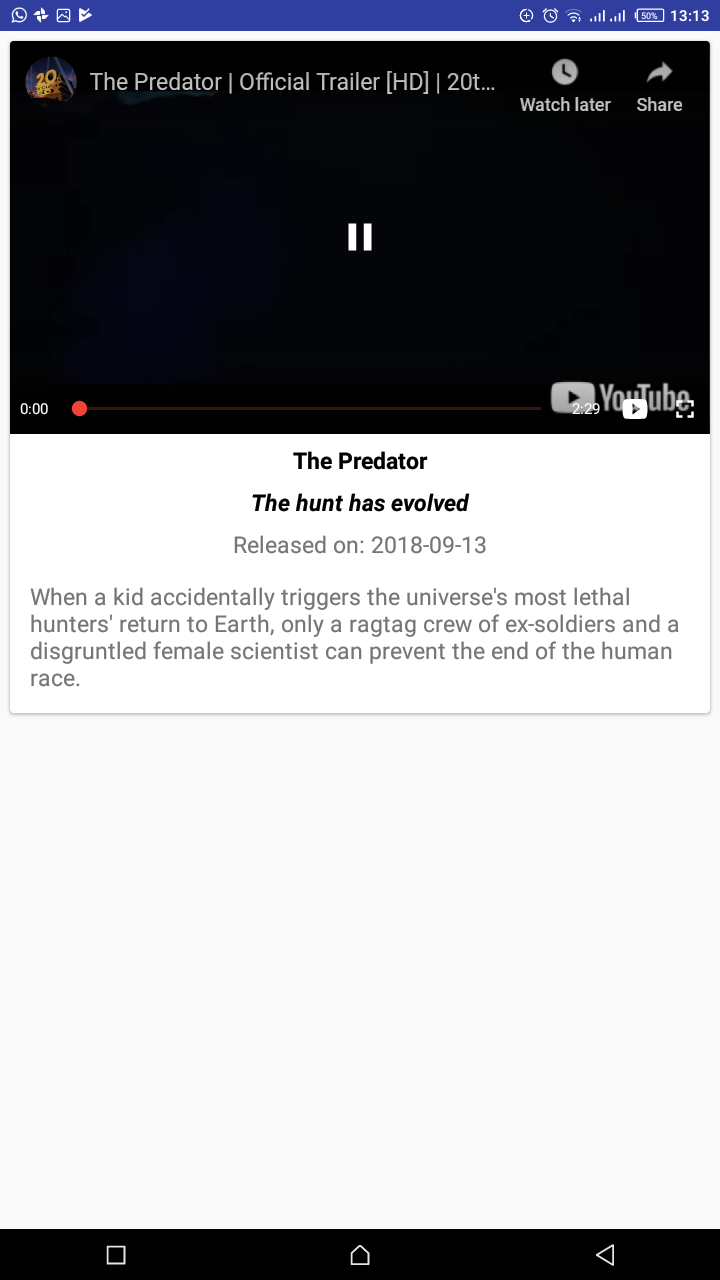 50%
13:13
The Predator | Official Trailer [HD] | 20t...
Watch later
Share
0:00
2:29
YouTube
The Predator
The hunt has evolved
Released on: 2018-09-13
When a kid accidentally triggers the universe's most lethal
hunters' return to Earth, only a ragtag crew of ex-soldiers and a
disgruntled female scientist can prevent the end of the human
race.